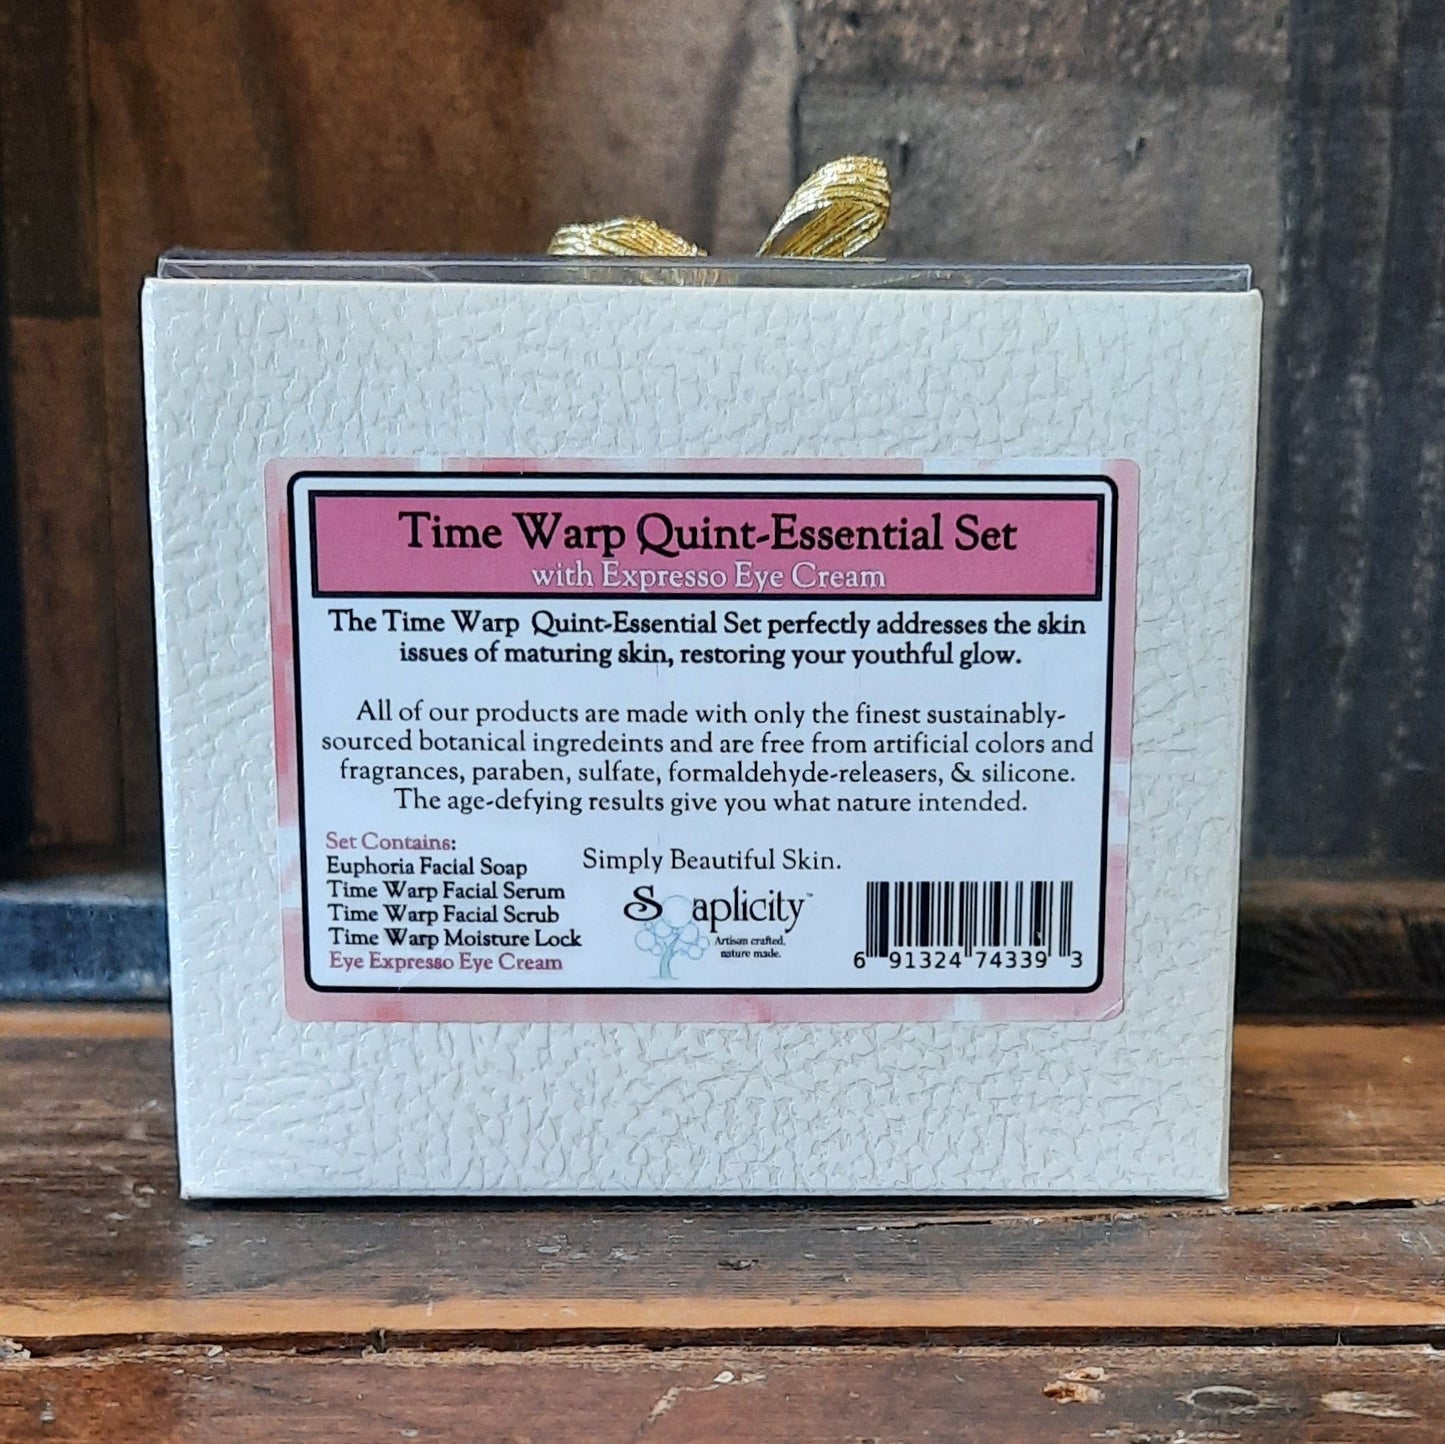 Time Warp Quint-Essential Set
with Expresso Eye Cream
The Time Warp Quint-Essential Set perfectly addresses the skin
issues of maturing skin, restoring your youthful glow.
All of our products are made with only the finest sustainably-
sourced botanical ingredeints and are free from artificial colors and
fragrances, paraben, sulfate, formaldehyde-releasers, & silicone.
The age-defying results give you what nature intended.
Set Contains:
Euphoria Facial Soap
Time Warp Facial Serum
Time Warp Facial Scrub
Time Warp Moisture Lock
Eye Expresso Eye Cream
Simply Beautiful Skin.
Soaplicity™
Artisan crafted,
nature made.
6 91324 74339 3